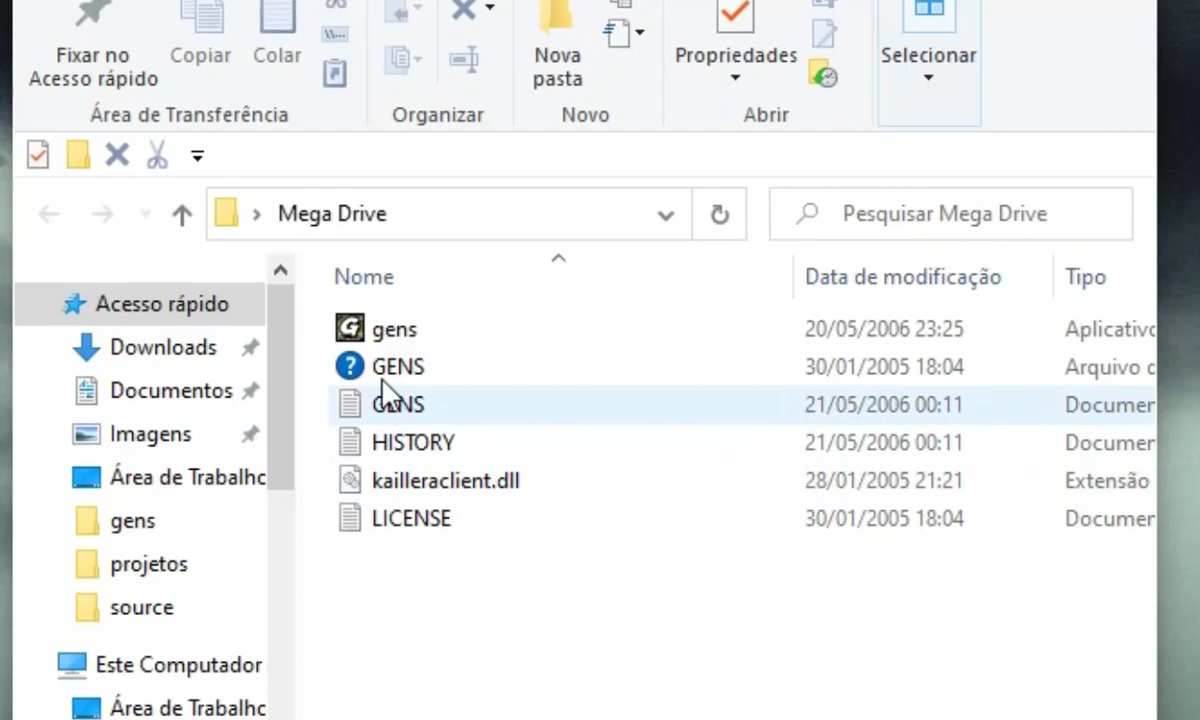 Fixar no
Acesso rápido
Copiar
Colar
Nova
pasta
Propriedades
Selecionar
Área de Transferência
Organizar
Novo
Abrir
Mega Drive
Pesquisar Mega Drive
Nome
Data de modificação
Tipo
Acesso rápido
Downloads
Documentos
Imagens
Área de Trabalho
gens
projetos
source
Este Computador
Área de Trabalho
gens 20/05/2006 23:25 Aplicativo
GENS 30/01/2005 18:04 Arquivo c
GENS 21/05/2006 00:11 Documen
HISTORY 21/05/2006 00:11 Documen
kailleraclient.dll 28/01/2005 21:21 Extensão
LICENSE 30/01/2005 18:04 Documen